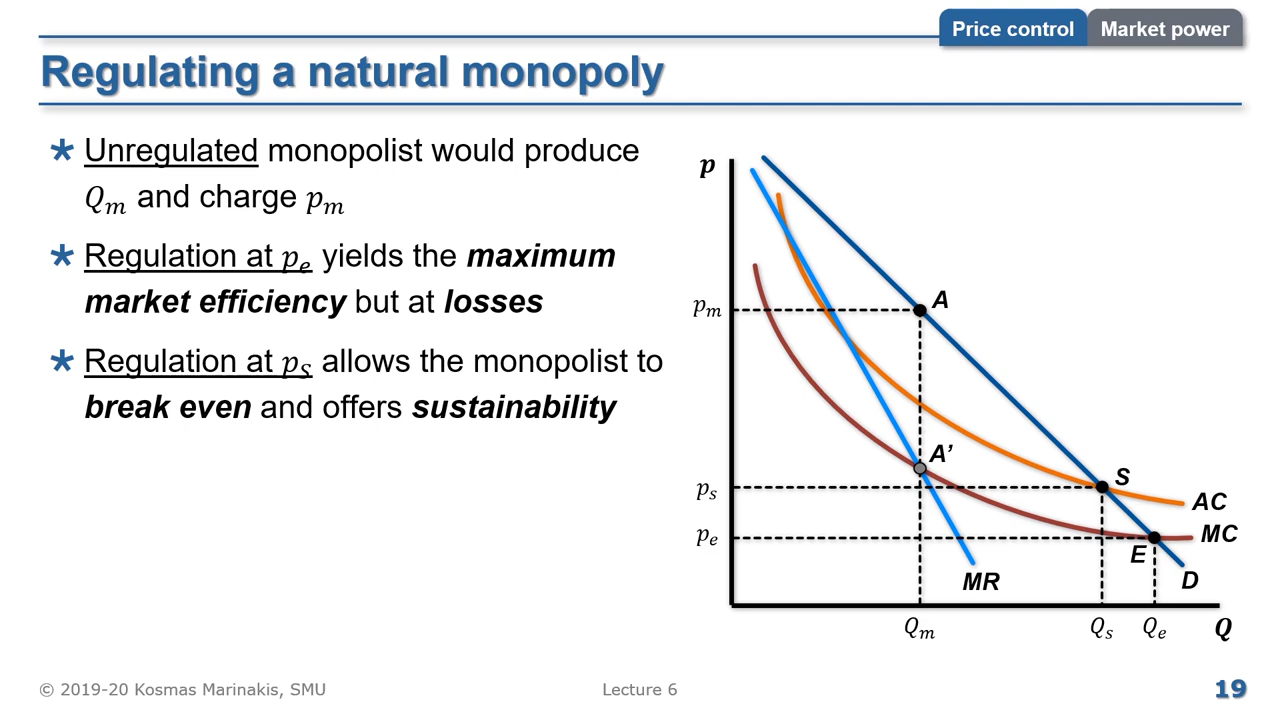 Price control
Market power
Regulating a natural monopoly
Unregulated monopolist would produce
Qₘ and charge pₘ
Regulation at pₑ yields the maximum
market efficiency but at losses
Regulation at pₛ allows the monopolist to
break even and offers sustainability
p
A
pₘ
A’
S
pₛ
AC
pₑ
MC
E
MR
D
Qₘ
Qₛ
Qₑ
Q
© 2019-20 Kosmas Marinakis, SMU
Lecture 6
19